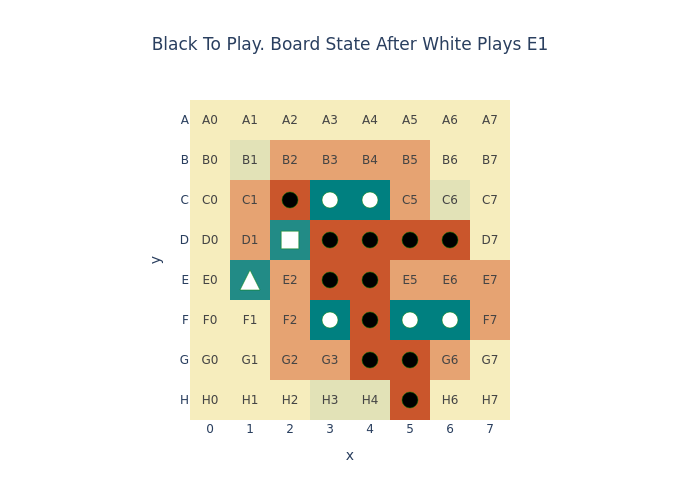 Black To Play. Board State After White Plays E1
A A0 A1 A2 A3 A4 A5 A6 A7
B B0 B1 B2 B3 B4 B5 B6 B7
C C0 C1 C5 C6 C7
D D0 D1 D7
y
E E0 E2 E5 E6 E7
F F0 F1 F2 F7
G G0 G1 G2 G3 G6 G7
H H0 H1 H2 H3 H4 H6 H7
0 1 2 3 4 5 6 7
x